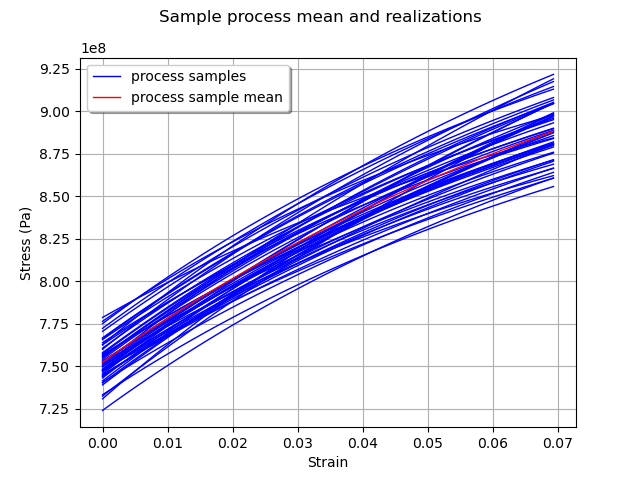 Sample process mean and realizations
1e8
process samples
process sample mean
9.25
9.00
8.75
8.50
8.25
8.00
7.75
7.50
7.25
Stress (Pa)
0.00 0.01 0.02 0.03 0.04 0.05 0.06 0.07
Strain